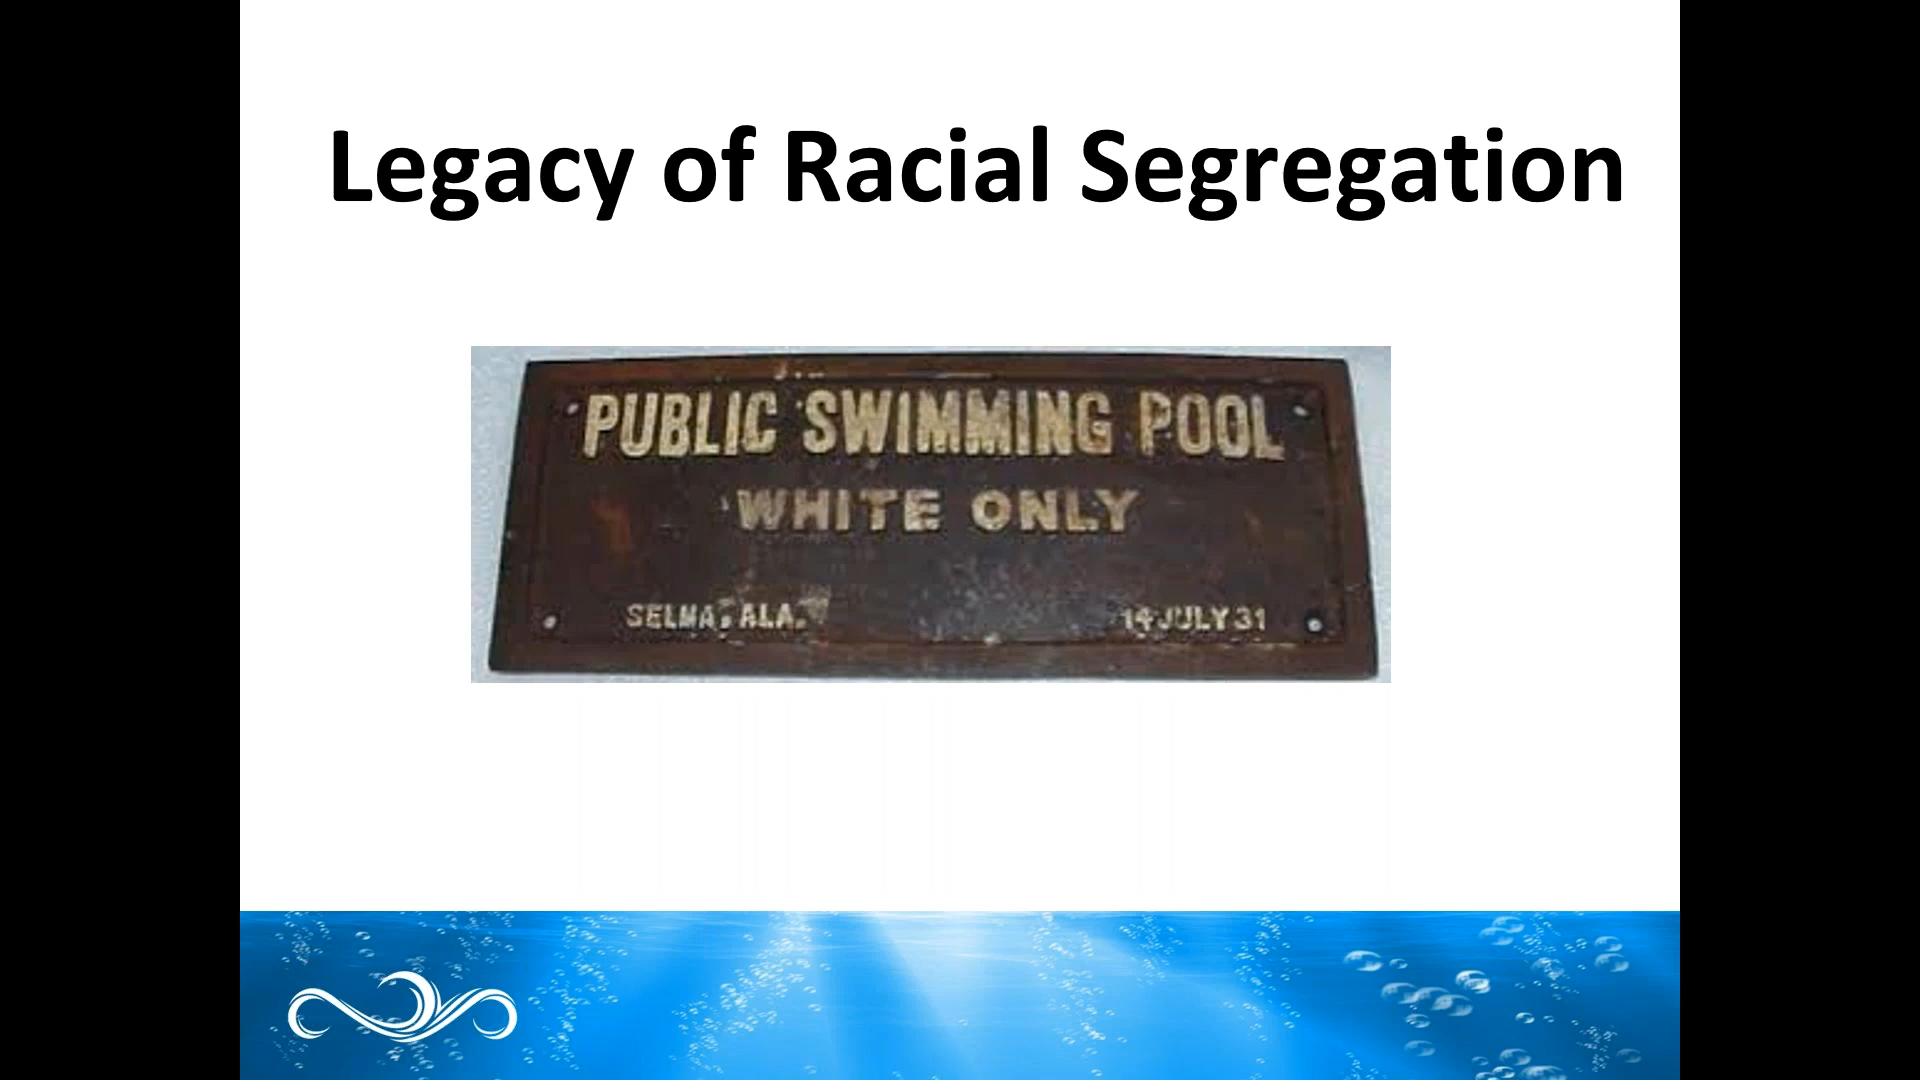 Legacy of Racial Segregation
PUBLIC SWIMMING POOL
WHITE ONLY
SELMA, ALA. 14 JULY 31